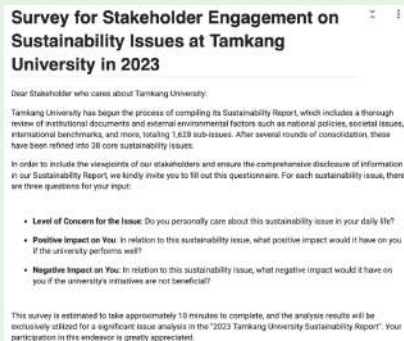 Survey for Stakeholder Engagement on
Sustainability Issues at Tamkang
University in 2023
Dear Stakeholder who cares about Tamkang University:
Tamkang University has begun the process of compiling its Sustainability Report, which includes a thorough
review of institutional documents and external environmental factors such as national policies, societal issues,
international benchmarks, and more, totaling 1,628 sub-issues. After several rounds of consolidation, these
have been refined into 38 core sustainability issues.
In order to include the viewpoints of our stakeholders and ensure the comprehensive disclosure of information
in our Sustainability Report, we kindly invite you to fill out this questionnaire. For each sustainability issue, there
are three questions for your input:
• Level of Concern for the Issue: Do you personally care about this sustainability issue in your daily life?
• Positive Impact on You: In relation to this sustainability issue, what positive impact would it have on you
if the university performs well?
• Negative Impact on You: In relation to this sustainability issue, what negative impact would it have on
you if the university's initiatives are not beneficial?
This survey is estimated to take approximately 10 minutes to complete, and the analysis results will be
exclusively utilized for a significant issue analysis in the "2023 Tamkang University Sustainability Report". Your
participation in this endeavor is greatly appreciated.